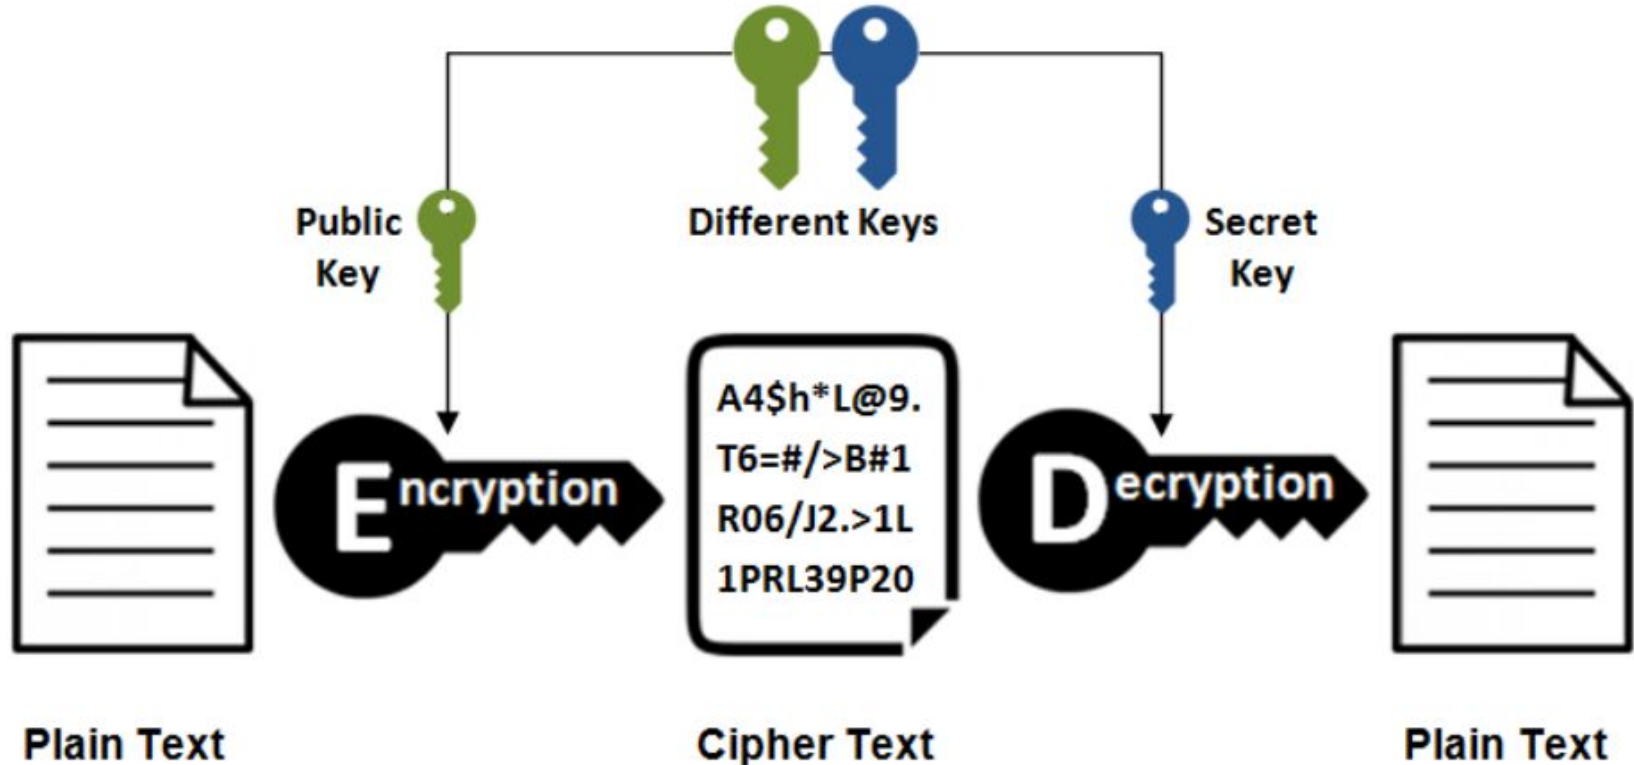 Public
Key
Different Keys
Secret
Key
Encryption
A4$h*L@9.
T6=#/>B#1
R06/J2.>1L
1PRL39P20
Decryption
Plain Text
Cipher Text
Plain Text